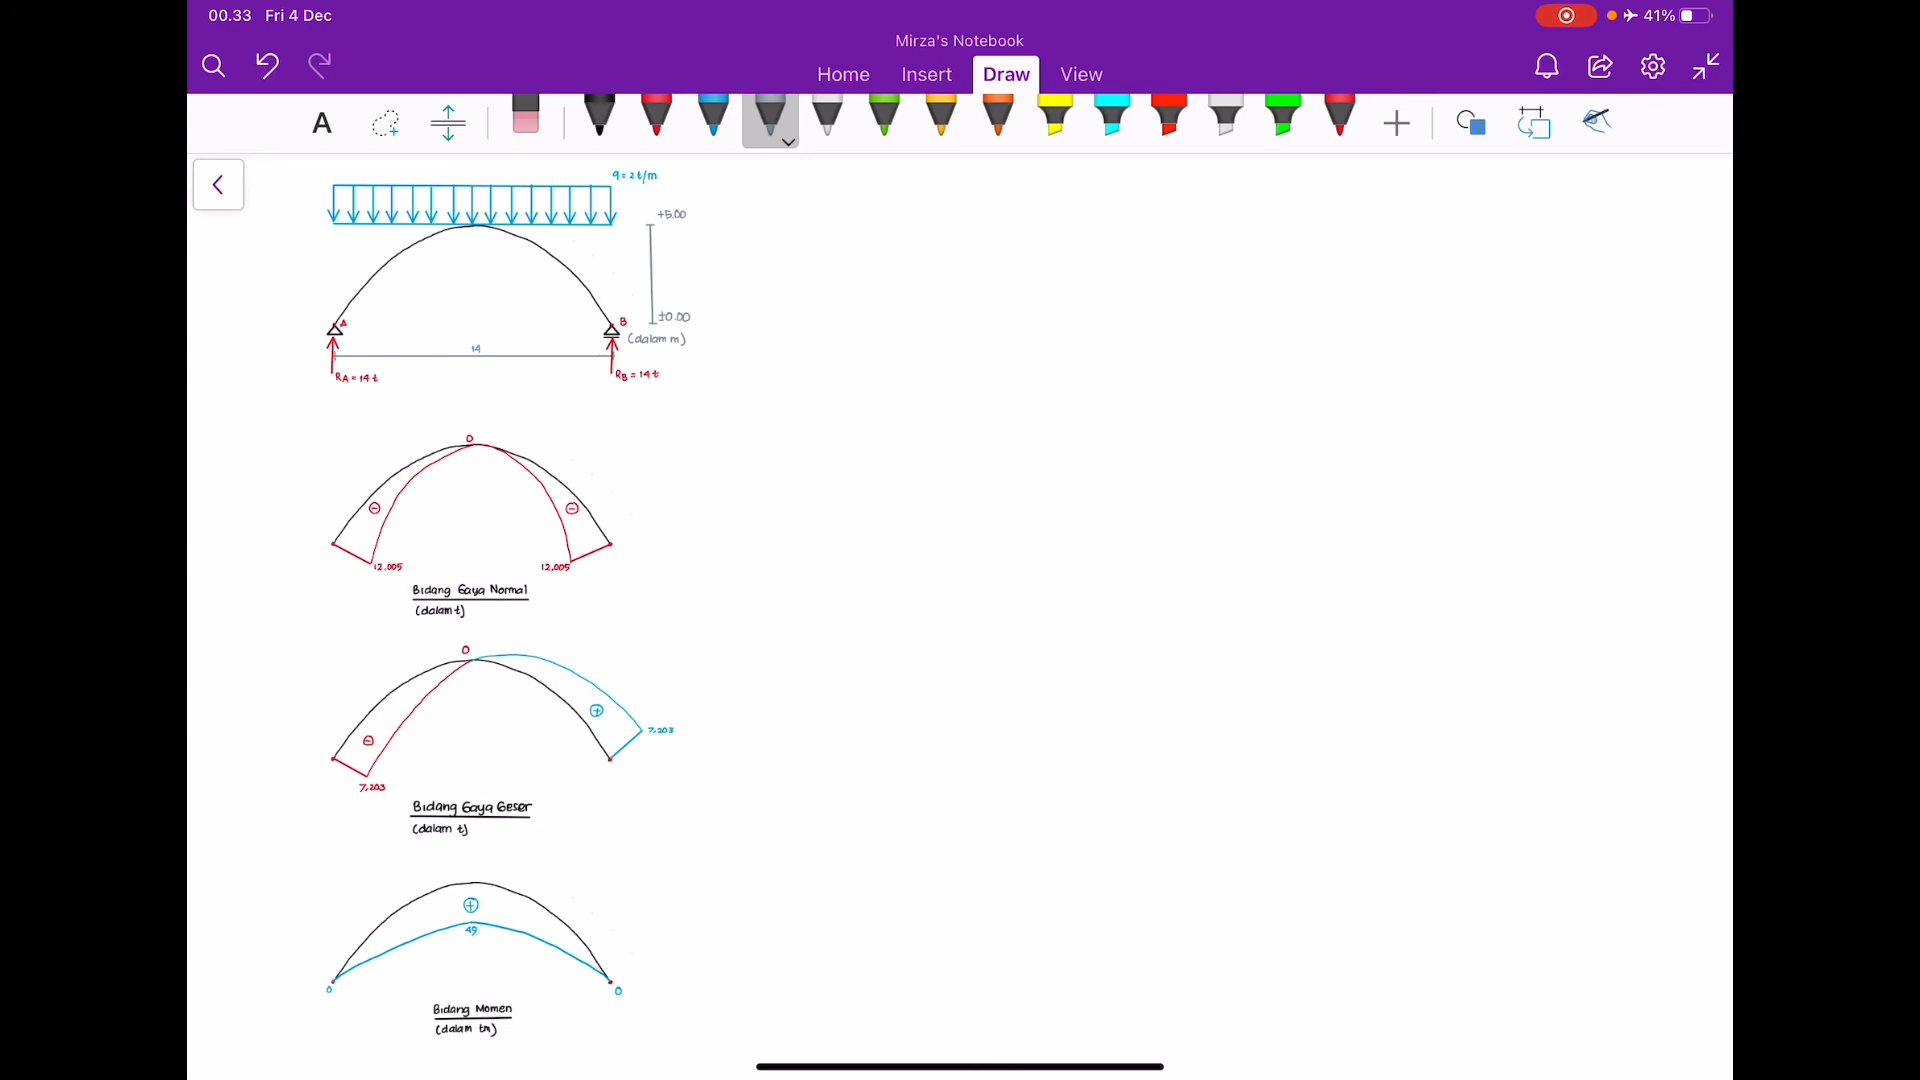 00.33 Fri 4 Dec
41%
Mirza's Notebook
Home Insert Draw View
A
q = 2 t/m
+5.00
±0.00
(dalam m)
A
B
14
RA = 14 t
RB = 14 t
0
12,005
12,005
Bidang Gaya Normal
(dalam t)
0
7,203
7,203
Bidang Gaya Geser
(dalam t)
49
0
0
Bidang Momen
(dalam tm)